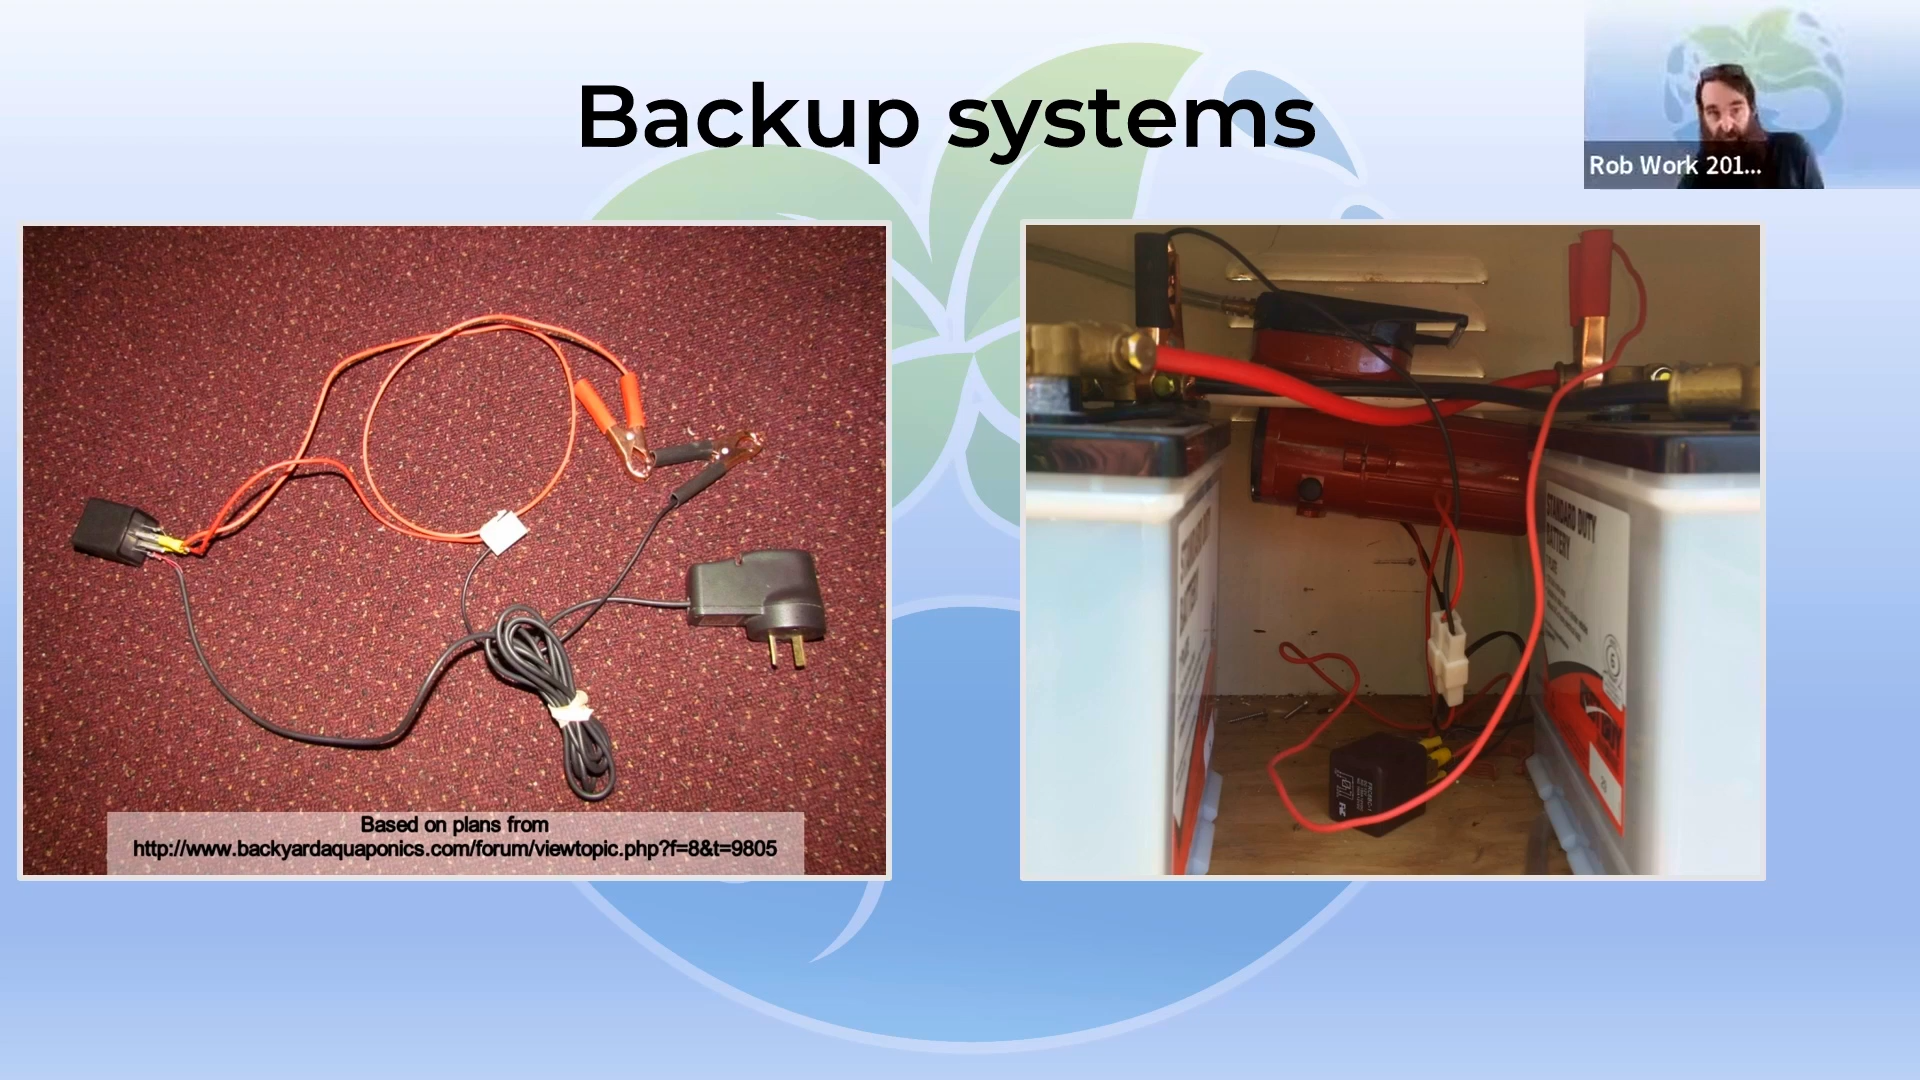 Backup systems
Rob Work 201...
Based on plans from
http://www.backyardaquaponics.com/forum/viewtopic.php?f=8&t=9805
STANDARD DUTY
BATTERY